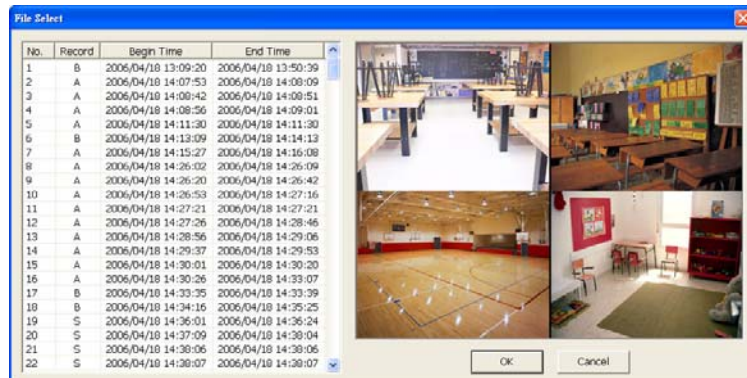 File Select
No. Record Begin Time End Time
1 B 2006/04/18 13:09:20 2006/04/18 13:50:39
2 A 2006/04/18 14:07:53 2006/04/18 14:08:09
3 A 2006/04/18 14:08:42 2006/04/18 14:08:51
4 A 2006/04/18 14:08:56 2006/04/18 14:09:01
5 A 2006/04/18 14:11:30 2006/04/18 14:11:30
6 B 2006/04/18 14:13:09 2006/04/18 14:14:13
7 A 2006/04/18 14:15:27 2006/04/18 14:16:08
8 A 2006/04/18 14:26:02 2006/04/18 14:26:09
9 A 2006/04/18 14:26:20 2006/04/18 14:26:42
10 A 2006/04/18 14:26:53 2006/04/18 14:27:16
11 A 2006/04/18 14:27:21 2006/04/18 14:27:21
12 A 2006/04/18 14:27:26 2006/04/18 14:28:46
13 A 2006/04/18 14:28:56 2006/04/18 14:29:06
14 A 2006/04/18 14:29:37 2006/04/18 14:29:53
15 A 2006/04/18 14:30:01 2006/04/18 14:30:20
16 A 2006/04/18 14:30:26 2006/04/18 14:33:07
17 B 2006/04/18 14:33:35 2006/04/18 14:33:39
18 B 2006/04/18 14:34:16 2006/04/18 14:35:25
19 S 2006/04/18 14:36:01 2006/04/18 14:36:24
20 S 2006/04/18 14:37:09 2006/04/18 14:38:04
21 S 2006/04/18 14:38:06 2006/04/18 14:38:06
22 S 2006/04/18 14:38:07 2006/04/18 14:38:07
OK Cancel